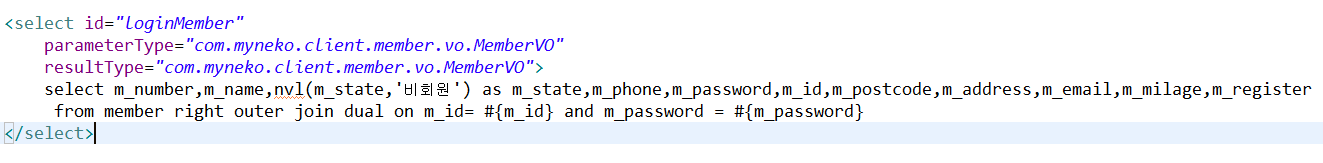 <select id="loginMember"
parameterType="com.myneko.client.member.vo.MemberVO"
resultType="com.myneko.client.member.vo.MemberVO">
select m_number,m_name,nvl(m_state,'비회원') as m_state,m_phone,m_password,m_id,m_postcode,m_address,m_email,m_milage,m_register
from member right outer join dual on m_id= #{m_id} and m_password = #{m_password}
</select>